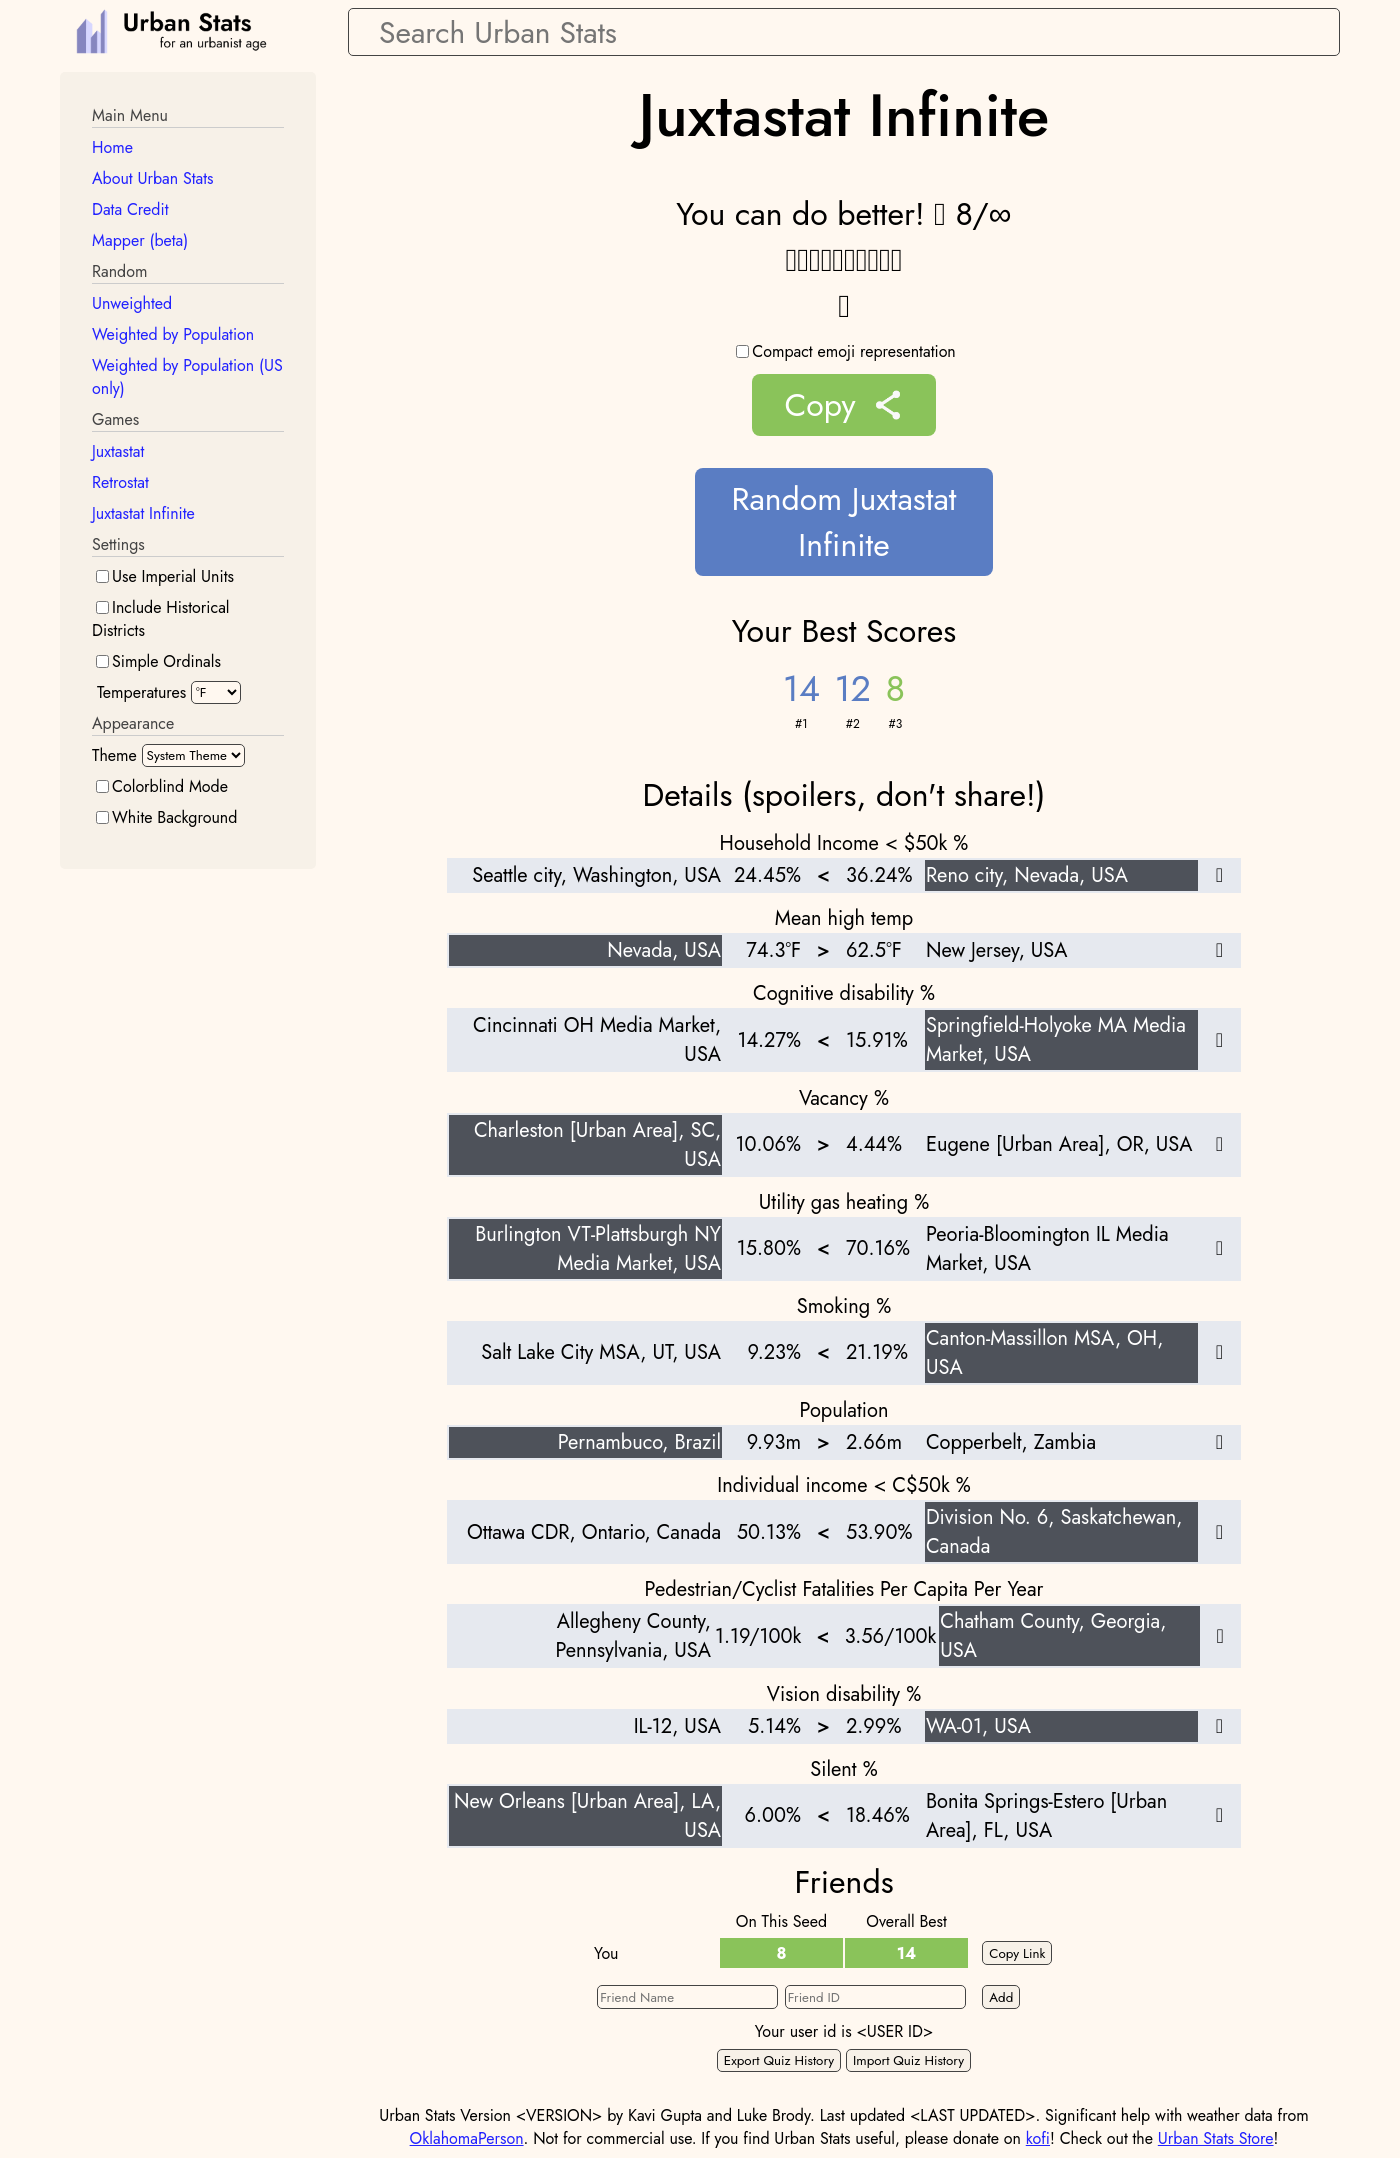 Urban Stats
for an urbanist age
Search Urban Stats
Main Menu
Home
About Urban Stats
Data Credit
Mapper (beta)
Random
Unweighted
Weighted by Population
Weighted by Population (US
only)
Games
Juxtastat
Retrostat
Juxtastat Infinite
Settings
Use Imperial Units
Include Historical
Districts
Simple Ordinals
Temperatures °F
Appearance
Theme System Theme
Colorblind Mode
White Background
Juxtastat Infinite
You can do better! 8/∞
Compact emoji representation
Copy
Random Juxtastat
Infinite
Your Best Scores
14 12 8
#1 #2 #3
Details (spoilers, don't share!)
Household Income < $50k %
Seattle city, Washington, USA 24.45% < 36.24% Reno city, Nevada, USA
Mean high temp
Nevada, USA 74.3°F > 62.5°F New Jersey, USA
Cognitive disability %
Cincinnati OH Media Market,
USA
14.27% < 15.91%
Springfield-Holyoke MA Media
Market, USA
Vacancy %
Charleston [Urban Area], SC,
USA
10.06% > 4.44% Eugene [Urban Area], OR, USA
Utility gas heating %
Burlington VT-Plattsburgh NY
Media Market, USA
15.80% < 70.16%
Peoria-Bloomington IL Media
Market, USA
Smoking %
Salt Lake City MSA, UT, USA 9.23% < 21.19%
Canton-Massillon MSA, OH,
USA
Population
Pernambuco, Brazil 9.93m > 2.66m Copperbelt, Zambia
Individual income < C$50k %
Ottawa CDR, Ontario, Canada 50.13% < 53.90%
Division No. 6, Saskatchewan,
Canada
Pedestrian/Cyclist Fatalities Per Capita Per Year
Allegheny County,
Pennsylvania, USA
1.19/100k < 3.56/100k
Chatham County, Georgia,
USA
Vision disability %
IL-12, USA 5.14% > 2.99% WA-01, USA
Silent %
New Orleans [Urban Area], LA,
USA
6.00% < 18.46%
Bonita Springs-Estero [Urban
Area], FL, USA
Friends
On This Seed Overall Best
You 8 14 Copy Link
Friend Name Friend ID Add
Your user id is <USER ID>
Export Quiz History Import Quiz History
Urban Stats Version <VERSION> by Kavi Gupta and Luke Brody. Last updated <LAST UPDATED>. Significant help with weather data from
OklahomaPerson. Not for commercial use. If you find Urban Stats useful, please donate on kofi! Check out the Urban Stats Store!